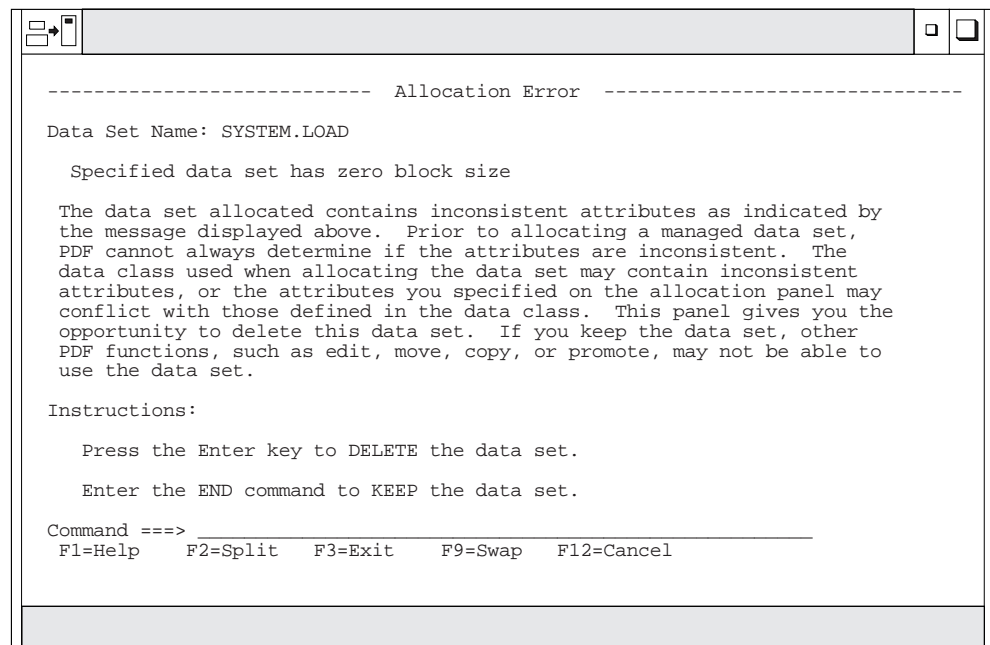 ---------------------------- Allocation Error -------------------------------
Data Set Name: SYSTEM.LOAD
Specified data set has zero block size
The data set allocated contains inconsistent attributes as indicated by
the message displayed above. Prior to allocating a managed data set,
PDF cannot always determine if the attributes are inconsistent. The
data class used when allocating the data set may contain inconsistent
attributes, or the attributes you specified on the allocation panel may
conflict with those defined in the data class. This panel gives you the
opportunity to delete this data set. If you keep the data set, other
PDF functions, such as edit, move, copy, or promote, may not be able to
use the data set.
Instructions:
Press the Enter key to DELETE the data set.
Enter the END command to KEEP the data set.
Command ===> _____________________________________________________
F1=Help F2=Split F3=Exit F9=Swap F12=Cancel